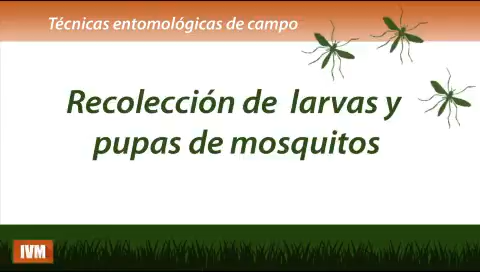 Técnicas entomológicas de campo
Recolección de larvas y
pupas de mosquitos
IVM